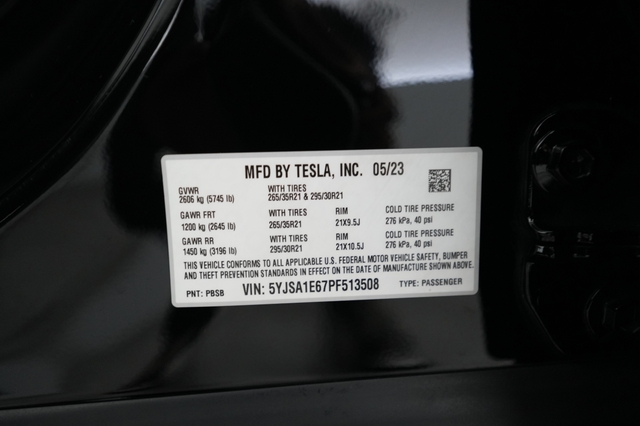 MFD BY TESLA, INC. 05/23
GVWR WITH TIRES
2606 kg (5745 lb) 265/35R21 & 295/30R21
GAWR FRT WITH TIRES RIM COLD TIRE PRESSURE
1200 kg (2645 lb) 265/35R21 21X9.5J 276 kPa, 40 psi
GAWR RR WITH TIRES RIM COLD TIRE PRESSURE
1450 kg (3196 lb) 295/30R21 21X10.5J 276 kPa, 40 psi
THIS VEHICLE CONFORMS TO ALL APPLICABLE U.S. FEDERAL MOTOR VEHICLE SAFETY, BUMPER
AND THEFT PREVENTION STANDARDS IN EFFECT ON THE DATE OF MANUFACTURE SHOWN ABOVE.
PNT: PBSB VIN: 5YJSA1E67PF513508 TYPE: PASSENGER